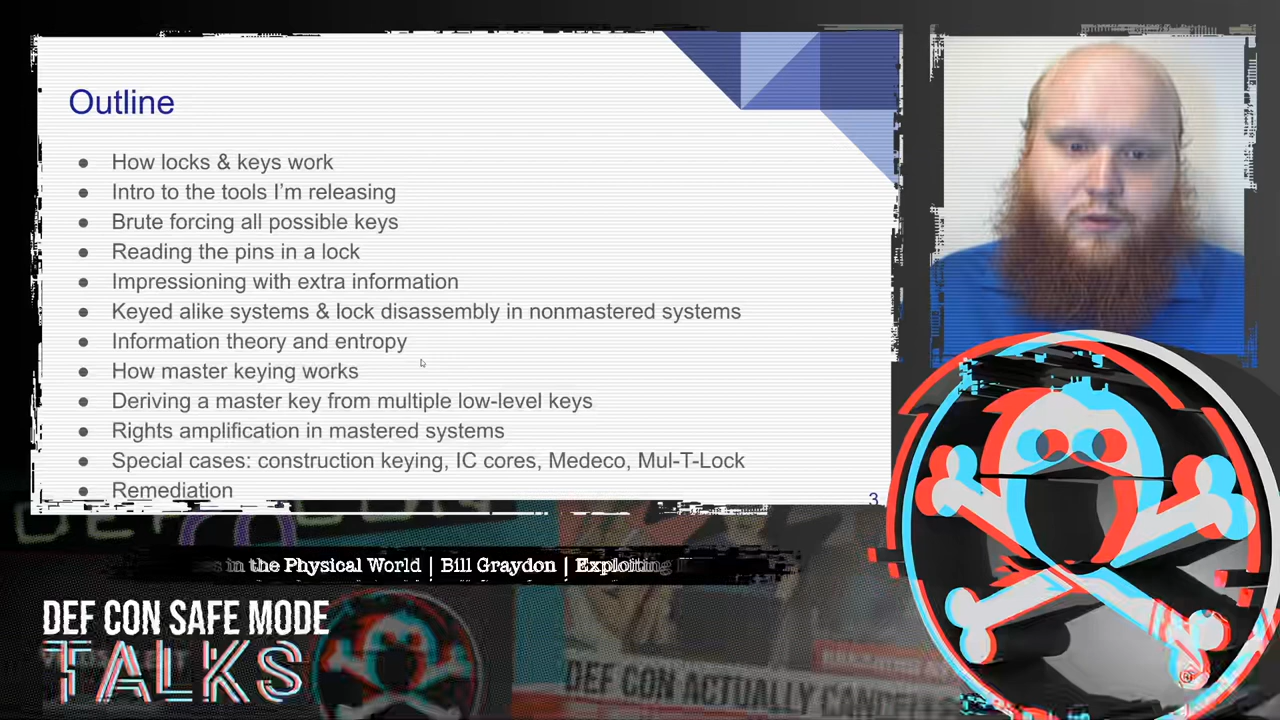 Outline
● How locks & keys work
● Intro to the tools I'm releasing
● Brute forcing all possible keys
● Reading the pins in a lock
● Impressioning with extra information
● Keyed alike systems & lock disassembly in nonmastered systems
● Information theory and entropy
● How master keying works
● Deriving a master key from multiple low-level keys
● Rights amplification in mastered systems
● Special cases: construction keying, IC cores, Medeco, Mul-T-Lock
● Remediation
3
in the Physical World | Bill Graydon | Exploiting
DEF CON SAFE MODE
TALKS
DEF CON
DEF CON ACTUALLY CANCELLED